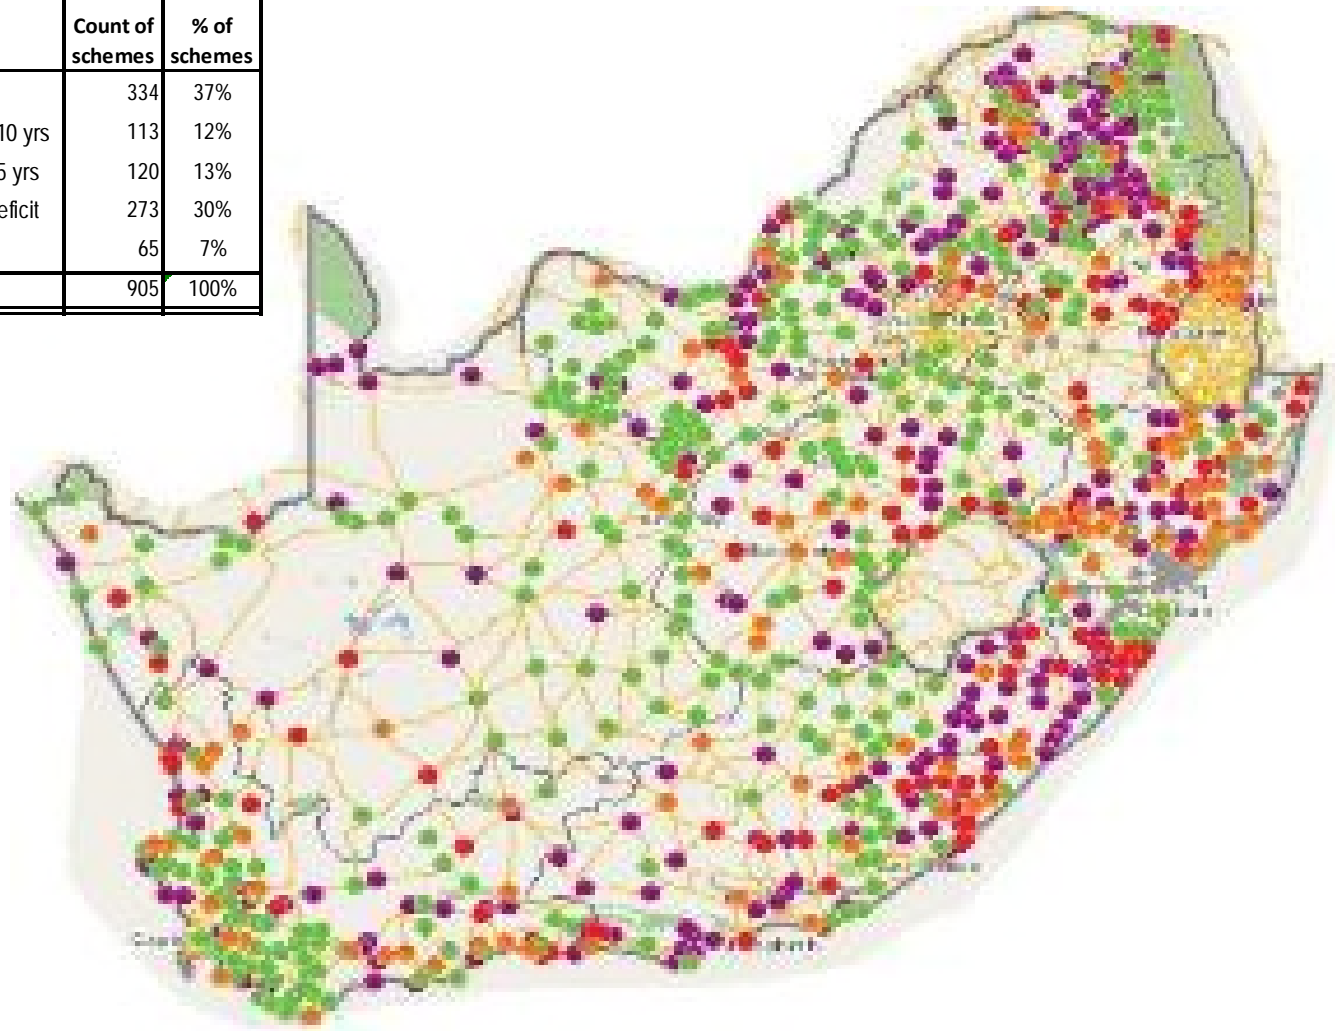 Count of % of
schemes schemes
334 37%
10 yrs 113 12%
5 yrs 120 13%
eficit 273 30%
65 7%
905 100%